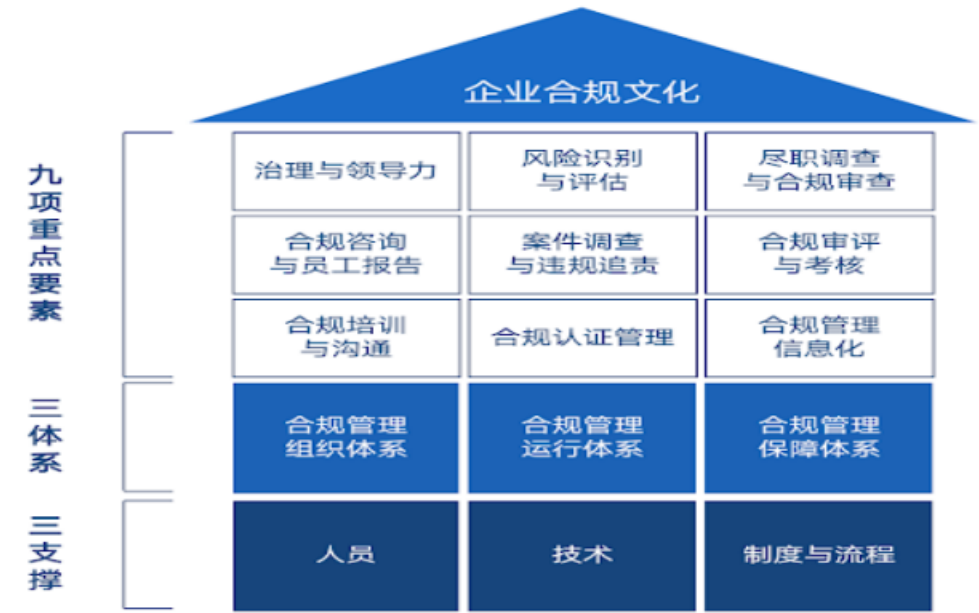 企业合规文化
九项重点要素
治理与领导力
风险识别
与评估
尽职调查
与合规审查
合规咨询
与员工报告
案件调查
与违规追责
合规审评
与考核
合规培训
与沟通
合规认证管理
合规管理
信息化
三体系
合规管理
组织体系
合规管理
运行体系
合规管理
保障体系
三支撑
人员
技术
制度与流程